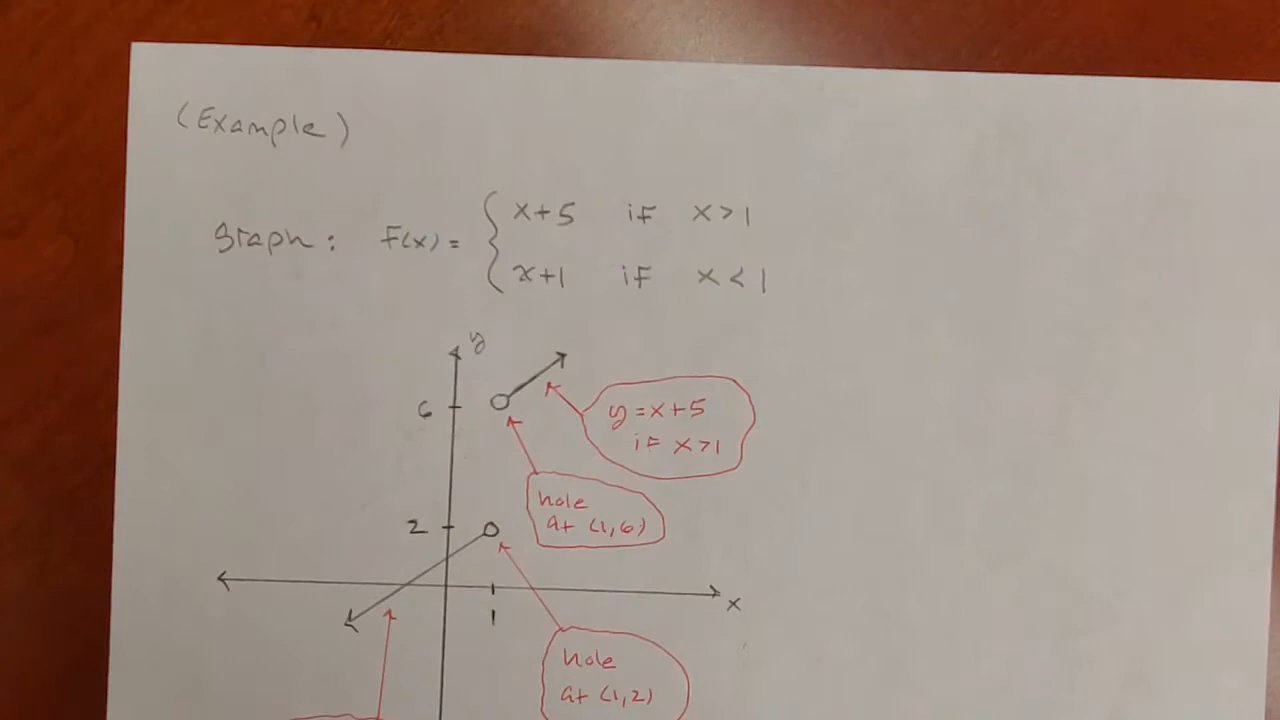 (Example)
Graph: F(x) = { x+5 if x>1
x+1 if x<1
y
6
y = x+5
if x>1
hole
at (1,6)
2
x
1
hole
at (1,2)